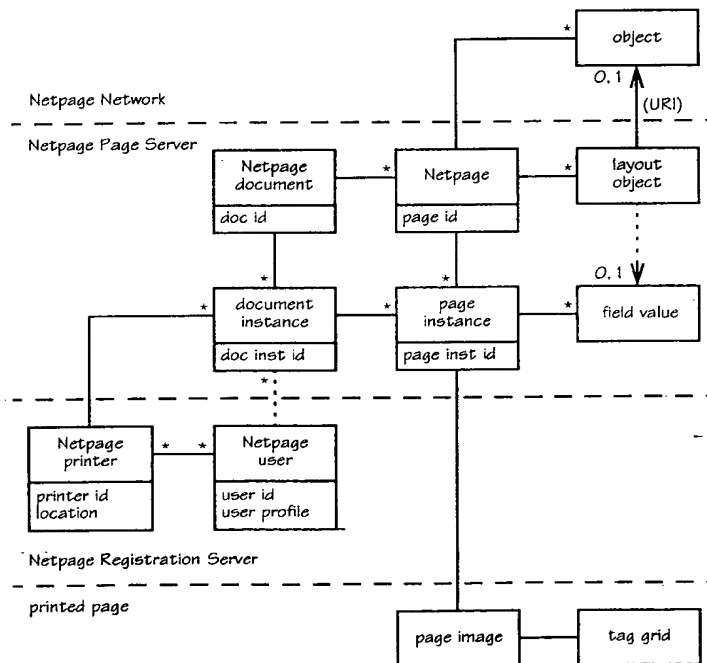 *
object
0,1
(URI)
Netpage Network
Netpage Page Server
Netpage
document
doc id
*
Netpage
page id
*
layout
object
*
*
0,1
*
document
instance
doc inst id
*
page
instance
page inst id
*
field value
*
Netpage
printer
printer id
location
*
*
Netpage
user
user id
user profile
Netpage Registration Server
printed page
page image
tag grid